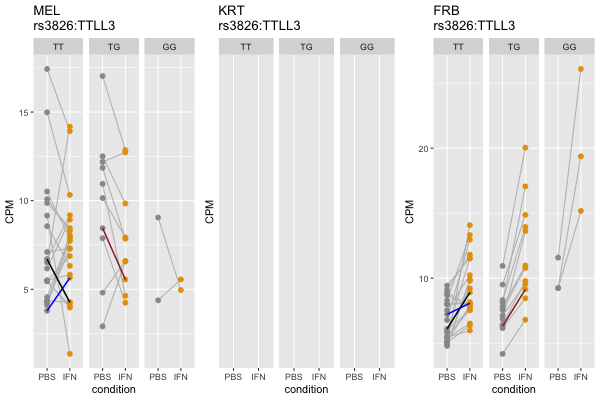 MEL
rs3826:TTLL3
TT TG GG
CPM
15
10
5
PBS IFN PBS IFN PBS IFN
condition
KRT
rs3826:TTLL3
TT TG GG
CPM
PBS IFN PBS IFN PBS IFN
condition
FRB
rs3826:TTLL3
TT TG GG
CPM
20
10
PBS IFN PBS IFN PBS IFN
condition